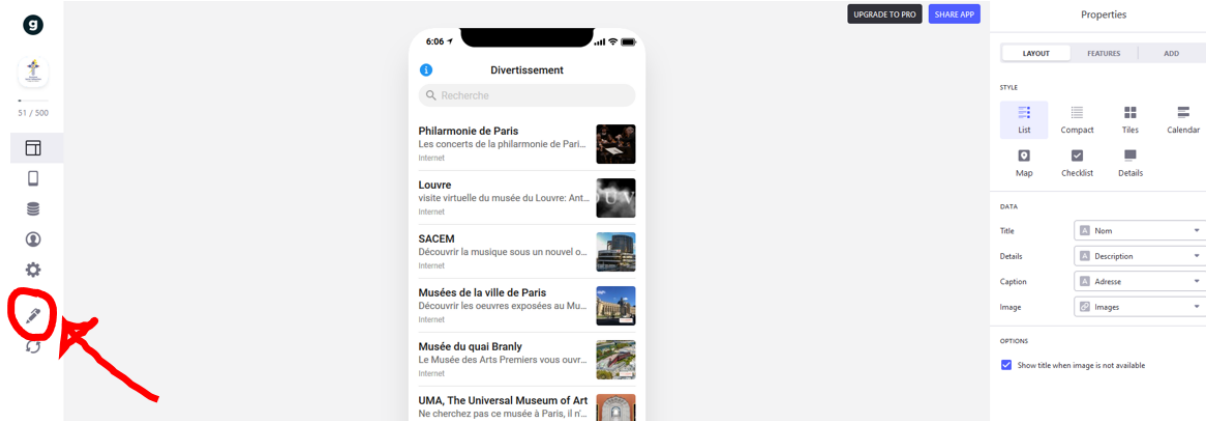 g
UPGRADE TO PRO
SHARE APP
51 / 500
6:06
Divertissement
Recherche
Philarmonie de Paris
Les concerts de la philarmonie de Pari...
Internet
Louvre
visite virtuelle du musée du Louvre: Ant...
Internet
OUV
SACEM
Découvrir la musique sous un nouvel o...
Internet
Musées de la ville de Paris
Découvrir les oeuvres exposées au Mu...
Internet
Musée du quai Branly
Le Musée des Arts Premiers vous ouvr...
Internet
UMA, The Universal Museum of Art
Ne cherchez pas ce musée à Paris, il n'...
Properties
LAYOUT FEATURES ADD
STYLE
List Compact Tiles Calendar
Map Checklist Details
DATA
Title A Nom
Details A Description
Caption A Adresse
Image Images
OPTIONS
Show title when image is not available